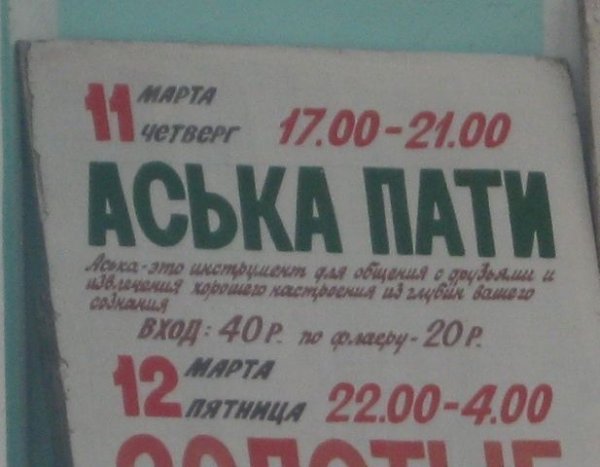 11 МАРТА
ЧЕТВЕРГ 17.00-21.00
АСЬКА ПАТИ
Аська-это инструмент для общения с друзьями и
извлечения хорошего настроения из глубин вашего
сознания
ВХОД: 40 Р. по флаеру-20 Р.
12 МАРТА
ПЯТНИЦА 22.00-4.00
ЗОЛОТЫЕ